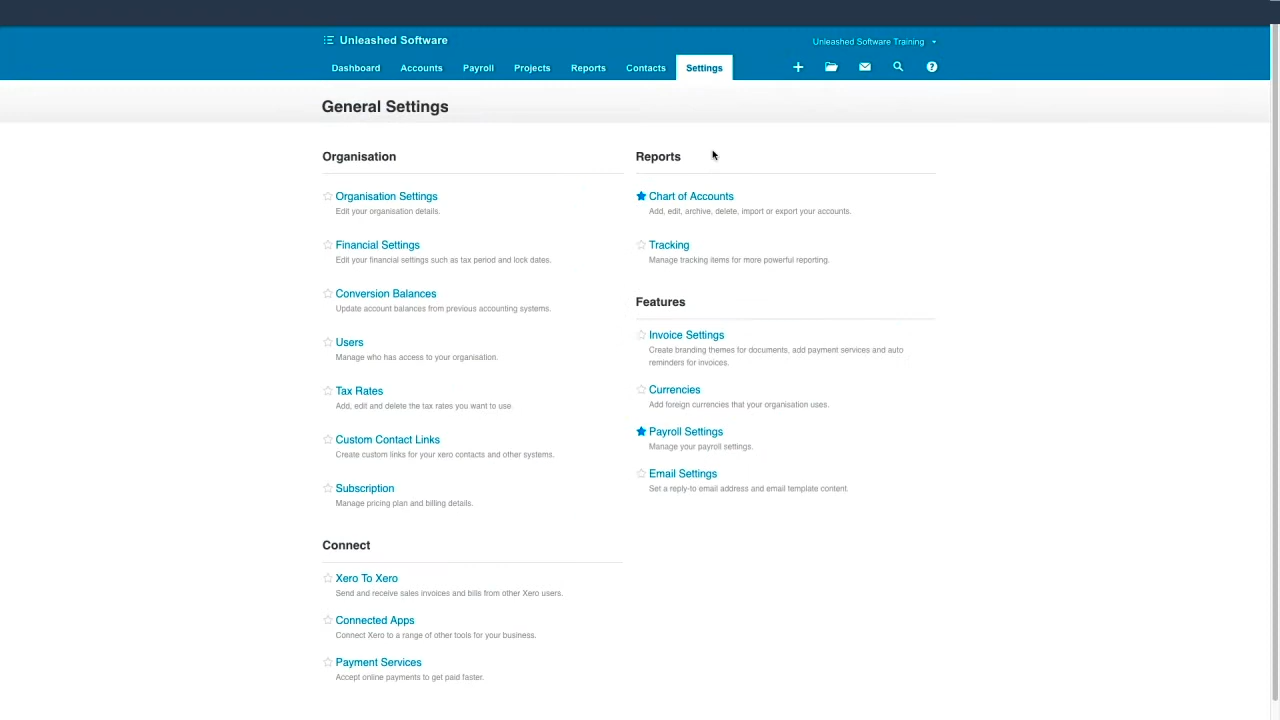 Unleashed Software
Unleashed Software Training
Dashboard Accounts Payroll Projects Reports Contacts Settings
General Settings
Organisation
Organisation Settings
Edit your organisation details.
Financial Settings
Edit your financial settings such as tax period and lock dates.
Conversion Balances
Update account balances from previous accounting systems.
Users
Manage who has access to your organisation.
Tax Rates
Add, edit and delete the tax rates you want to use.
Custom Contact Links
Create custom links for your xero contacts and other systems.
Subscription
Manage pricing plan and billing details.
Connect
Xero To Xero
Send and receive sales invoices and bills from other Xero users.
Connected Apps
Connect Xero to a range of other tools for your business.
Payment Services
Accept online payments to get paid faster.
Reports
Chart of Accounts
Add, edit, archive, delete, import or export your accounts.
Tracking
Manage tracking items for more powerful reporting.
Features
Invoice Settings
Create branding themes for documents, add payment services and auto
reminders for invoices.
Currencies
Add foreign currencies that your organisation uses.
Payroll Settings
Manage your payroll settings.
Email Settings
Set a reply-to email address and email template content.